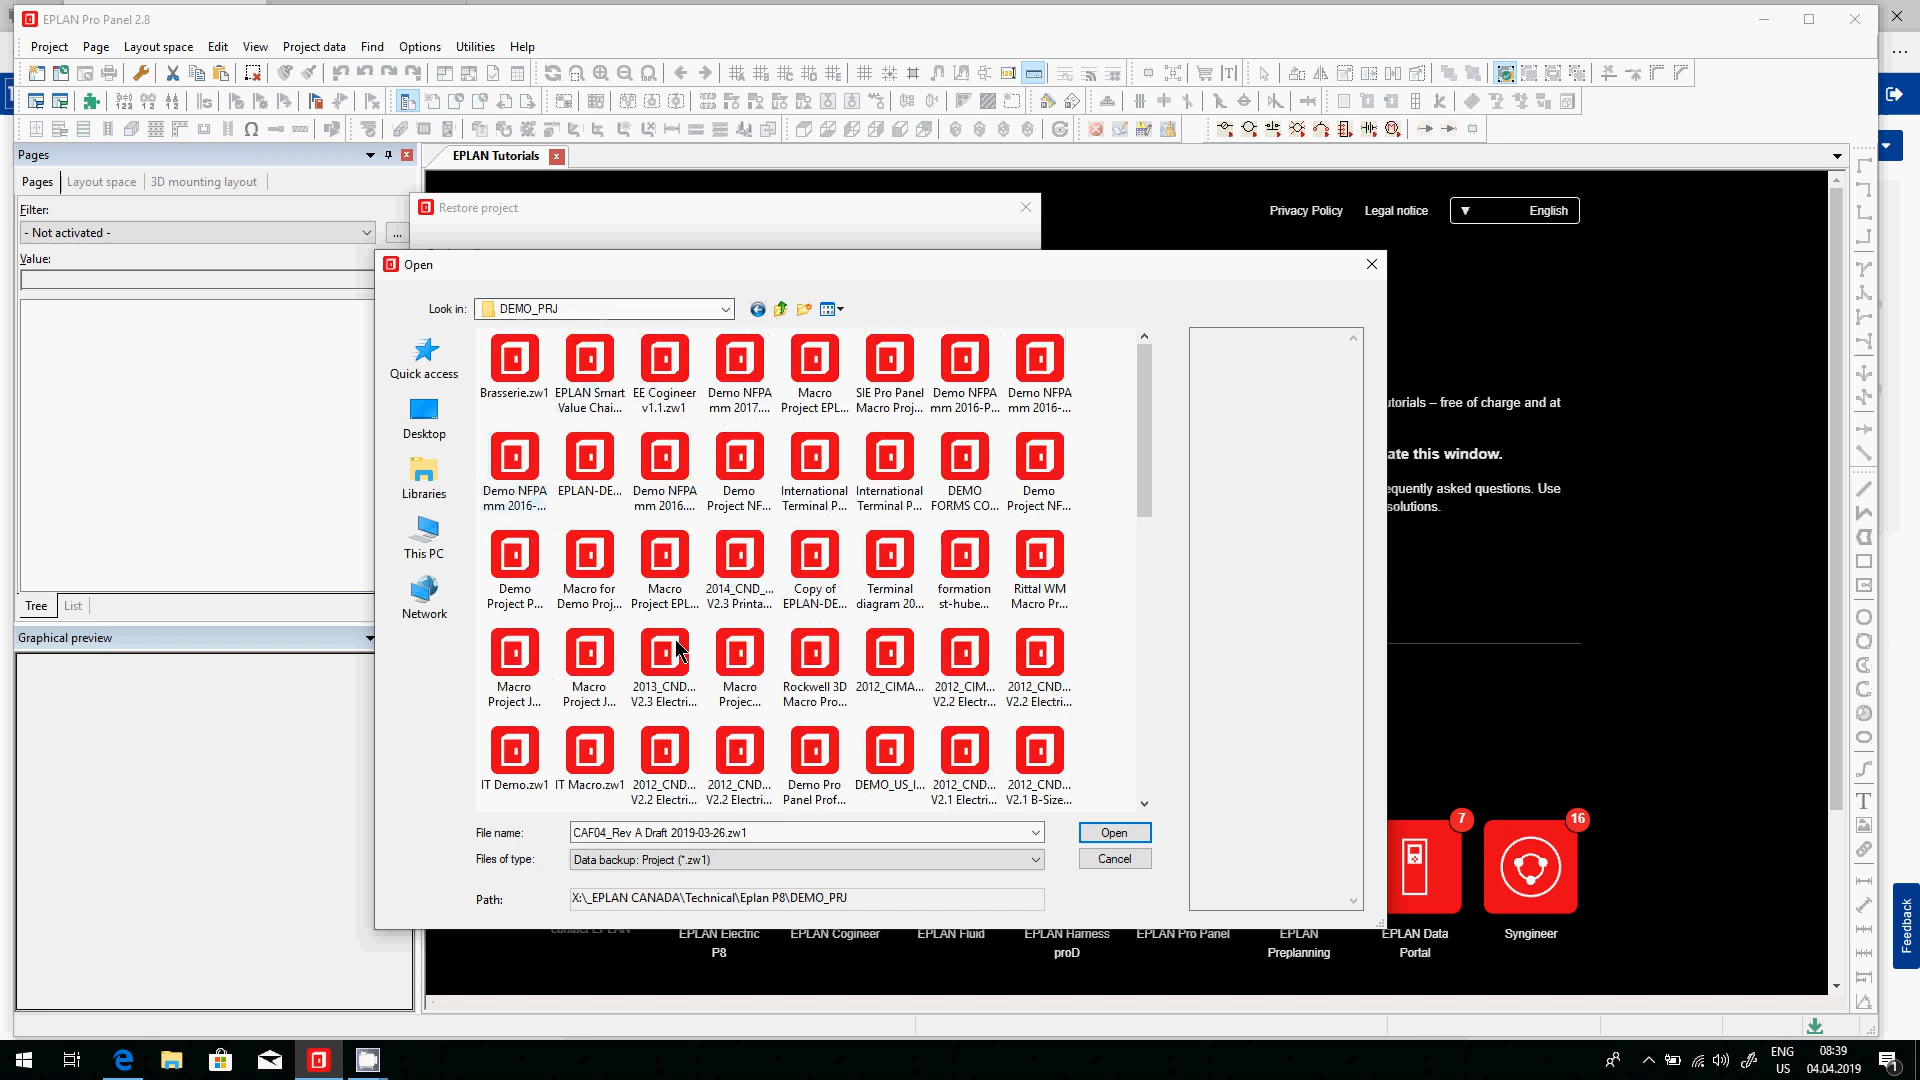 EPLAN Pro Panel 2.8
Project Page Layout space Edit View Project data Find Options Utilities Help
Pages
EPLAN Tutorials
Pages Layout space 3D mounting layout
Filter:
- Not activated -
...
Value:
Tree List
Graphical preview
Privacy Policy Legal notice English
Restore project
Open
Look in: DEMO_PRJ
Quick access
Desktop
Libraries
This PC
Network
Brasserie.zw1 EPLAN Smart EE Cogineer Demo NFPA Macro SIE Pro Panel Demo NFPA Demo NFPA
Value Chai... v1.1.zw1 mm 2017.... Project EPL... Macro Proj... mm 2016-P... mm 2016-...
Demo NFPA EPLAN-DE... Demo NFPA Demo International International DEMO Demo
mm 2016-... mm 2016.... Project NF... Terminal P... Terminal P... FORMS CO... Project NF...
Demo Macro for Macro 2014_CND_... Copy of Terminal formation Rittal WM
Project P... Demo Proj... Project EPL... V2.3 Printa... EPLAN-DE... diagram 20... st-hube... Macro Pr...
Macro Macro 2013_CND... Macro Rockwell 3D 2012_CIMA... 2012_CIM... 2012_CND...
Project J... Project J... V2.3 Electri... Projec... Macro Pro... V2.2 Electr... V2.2 Electri...
IT Demo.zw1 IT Macro.zw1 2012_CND... 2012_CND... Demo Pro DEMO_US_I... 2012_CND... 2012_CND...
V2.2 Electri... V2.2 Electri... Panel Prof... V2.1 Electri... V2.1 B-Size...
File name: CAF04_Rev A Draft 2019-03-26.zw1 Open
Files of type: Data backup: Project (*.zw1) Cancel
Path: X:\_EPLAN CANADA\Technical\Eplan P8\DEMO_PRJ
utorials – free of charge and at
ate this window.
equently asked questions. Use
solutions.
7 16
contact EPLAN
EPLAN Electric P8
EPLAN Cogineer
EPLAN Fluid
EPLAN Harness proD
EPLAN Pro Panel
EPLAN Preplanning
EPLAN Data Portal
Syngineer
Feedback
ENG
US
08:39
04.04.2019
1